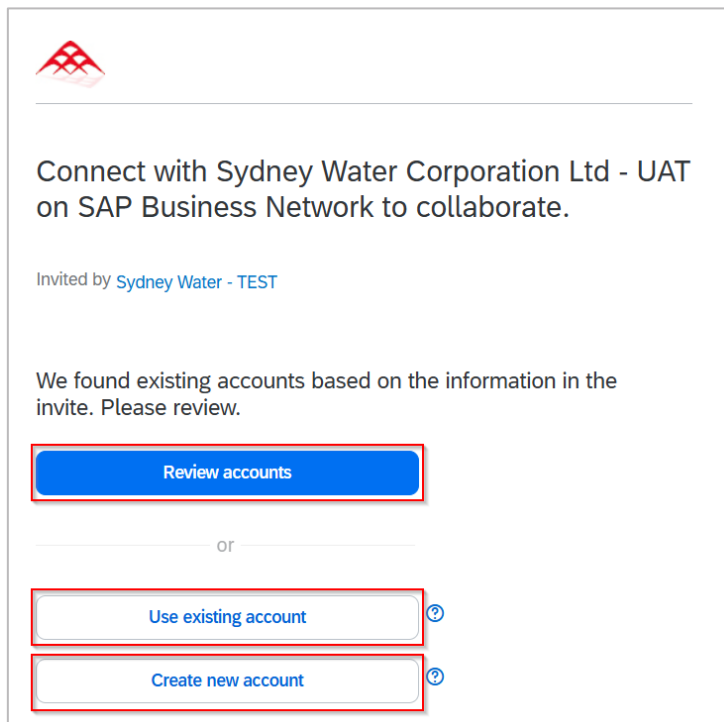 Connect with Sydney Water Corporation Ltd - UAT
on SAP Business Network to collaborate.
Invited by Sydney Water - TEST
We found existing accounts based on the information in the
invite. Please review.
Review accounts
or
Use existing account
?
Create new account
?